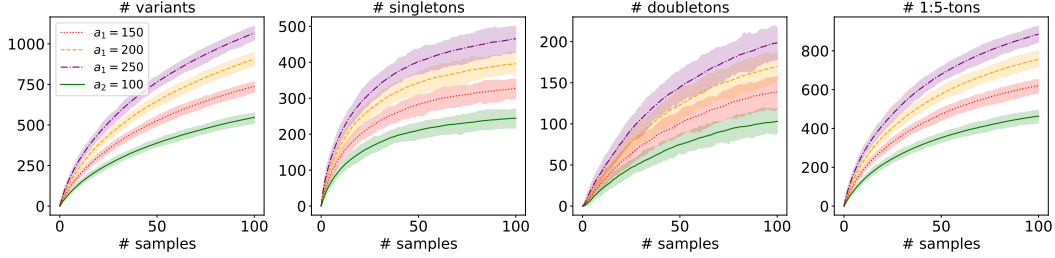 # variants
1000
750
500
250
0
a₁ = 150
a₁ = 200
a₁ = 250
a₂ = 100
0 50 100
# samples
# singletons
500
400
300
200
100
0
0 50 100
# samples
# doubletons
200
150
100
50
0
0 50 100
# samples
# 1:5-tons
800
600
400
200
0
0 50 100
# samples